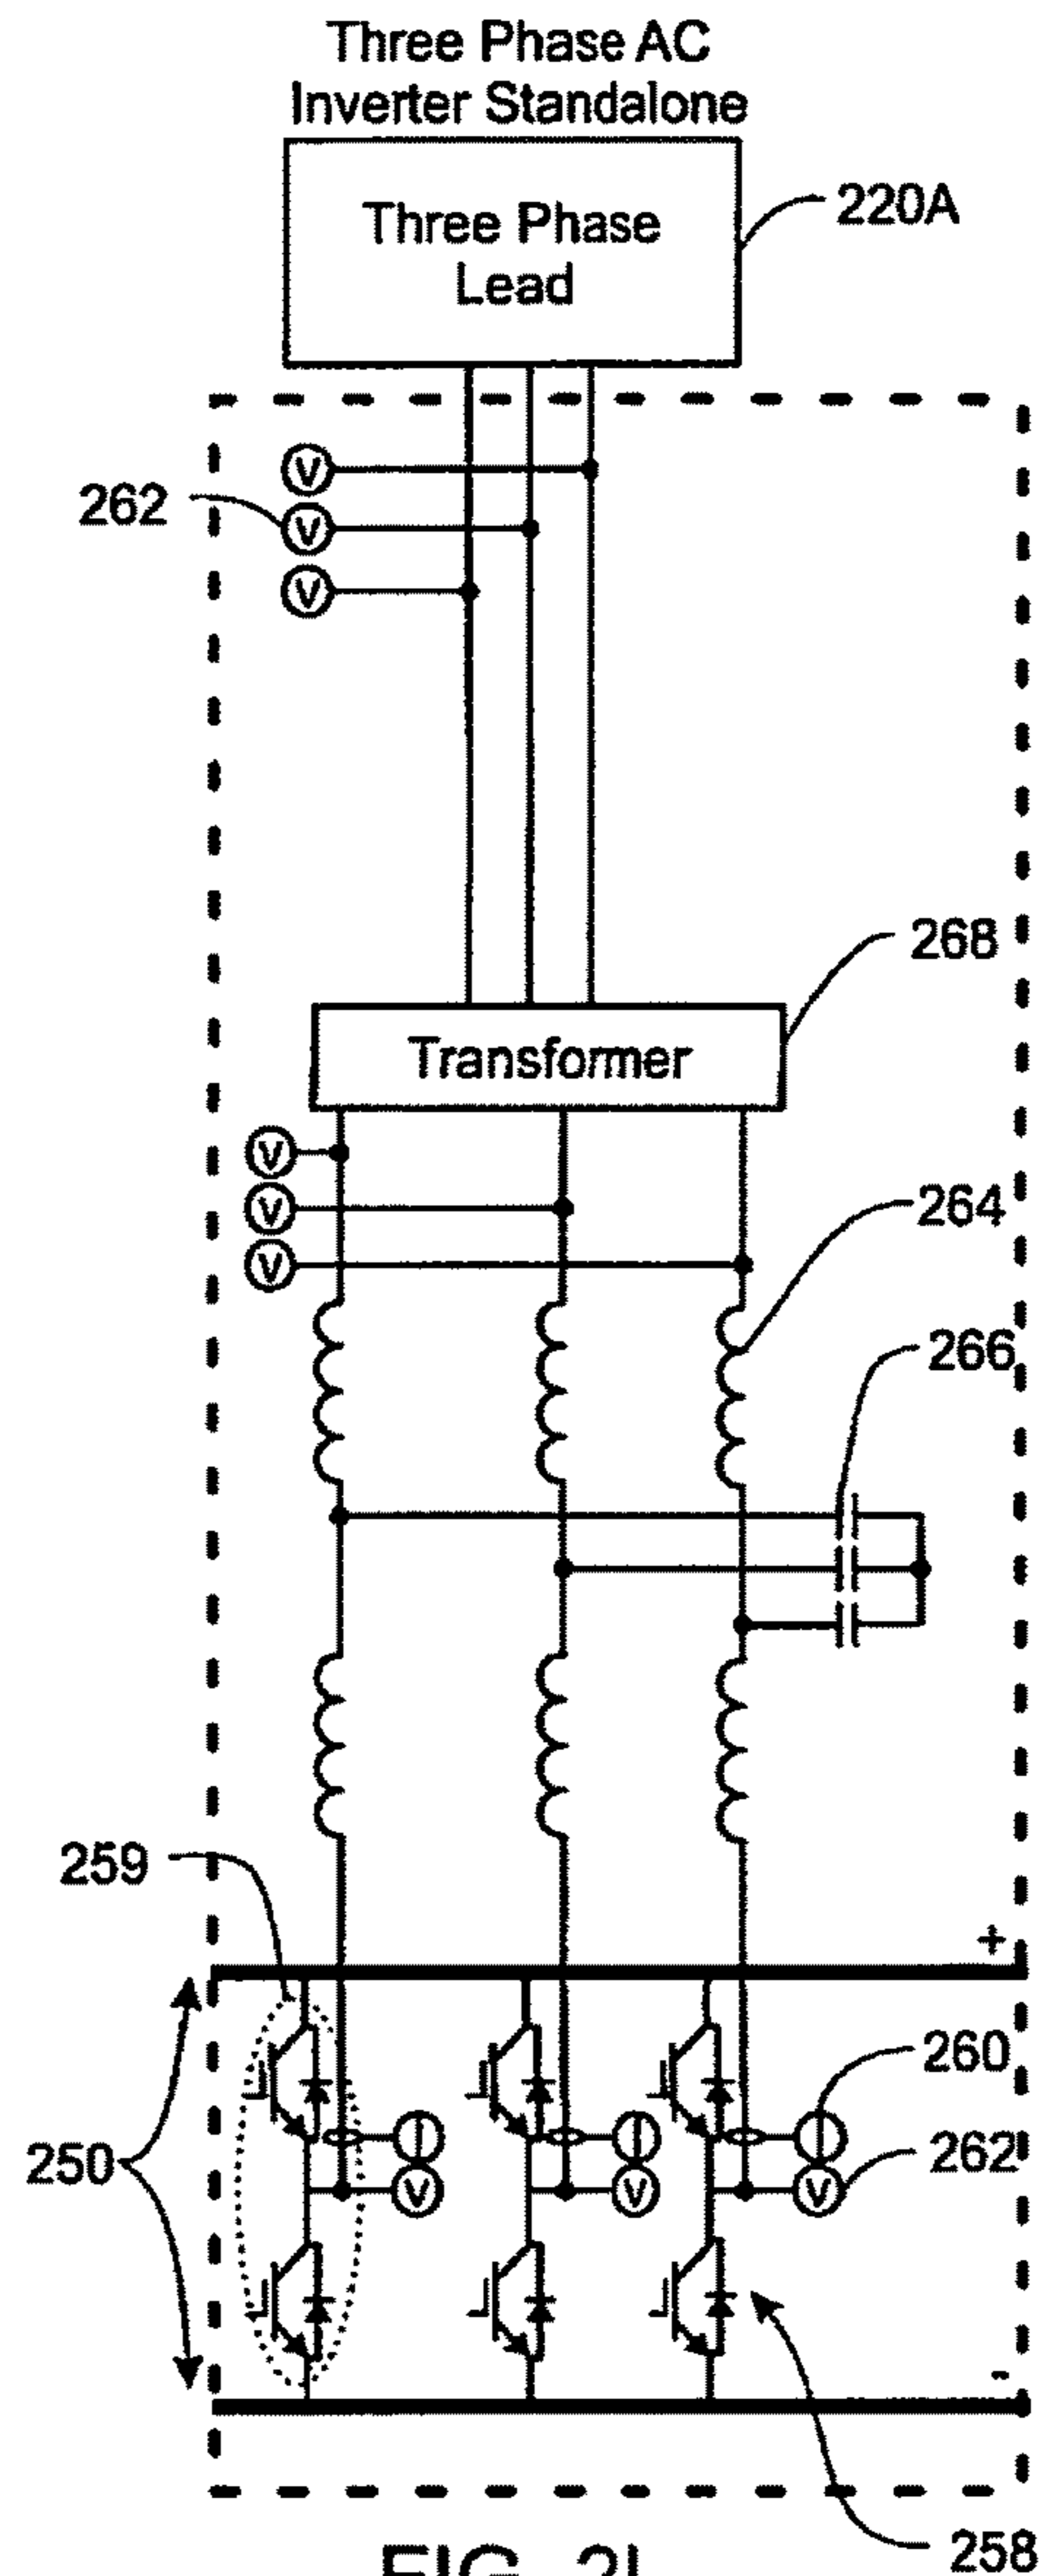 Three Phase AC
Inverter Standalone
Three Phase
Lead
220A
V
262
V
V
268
Transformer
V
V
264
V
266
259
+
260
I I I
250
262
V V V
-
258